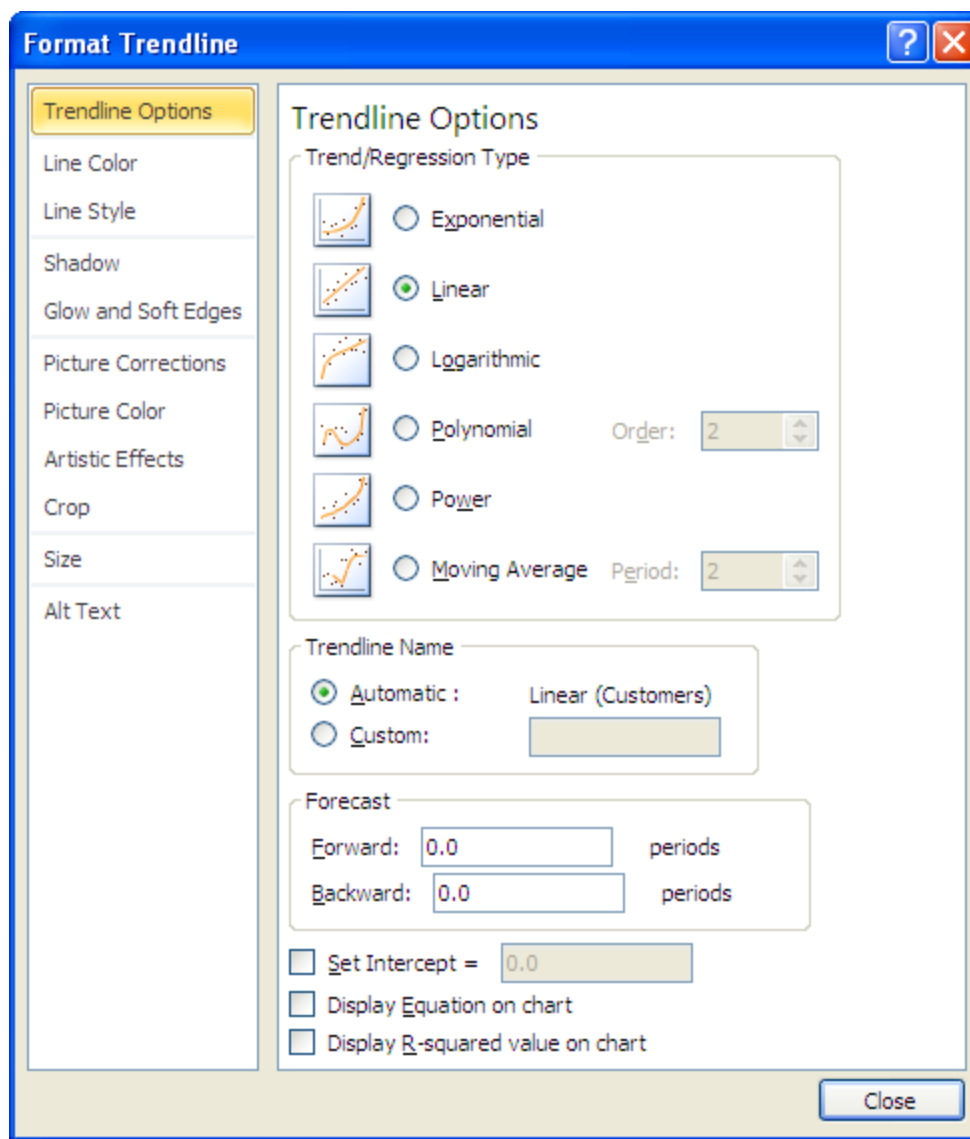 Format Trendline
?
Trendline Options
Line Color
Line Style
Shadow
Glow and Soft Edges
Picture Corrections
Picture Color
Artistic Effects
Crop
Size
Alt Text
Trendline Options
Trend/Regression Type
Exponential
Linear
Logarithmic
Polynomial Order: 2
Power
Moving Average Period: 2
Trendline Name
Automatic : Linear (Customers)
Custom:
Forecast
Forward: 0.0 periods
Backward: 0.0 periods
Set Intercept = 0.0
Display Equation on chart
Display R-squared value on chart
Close